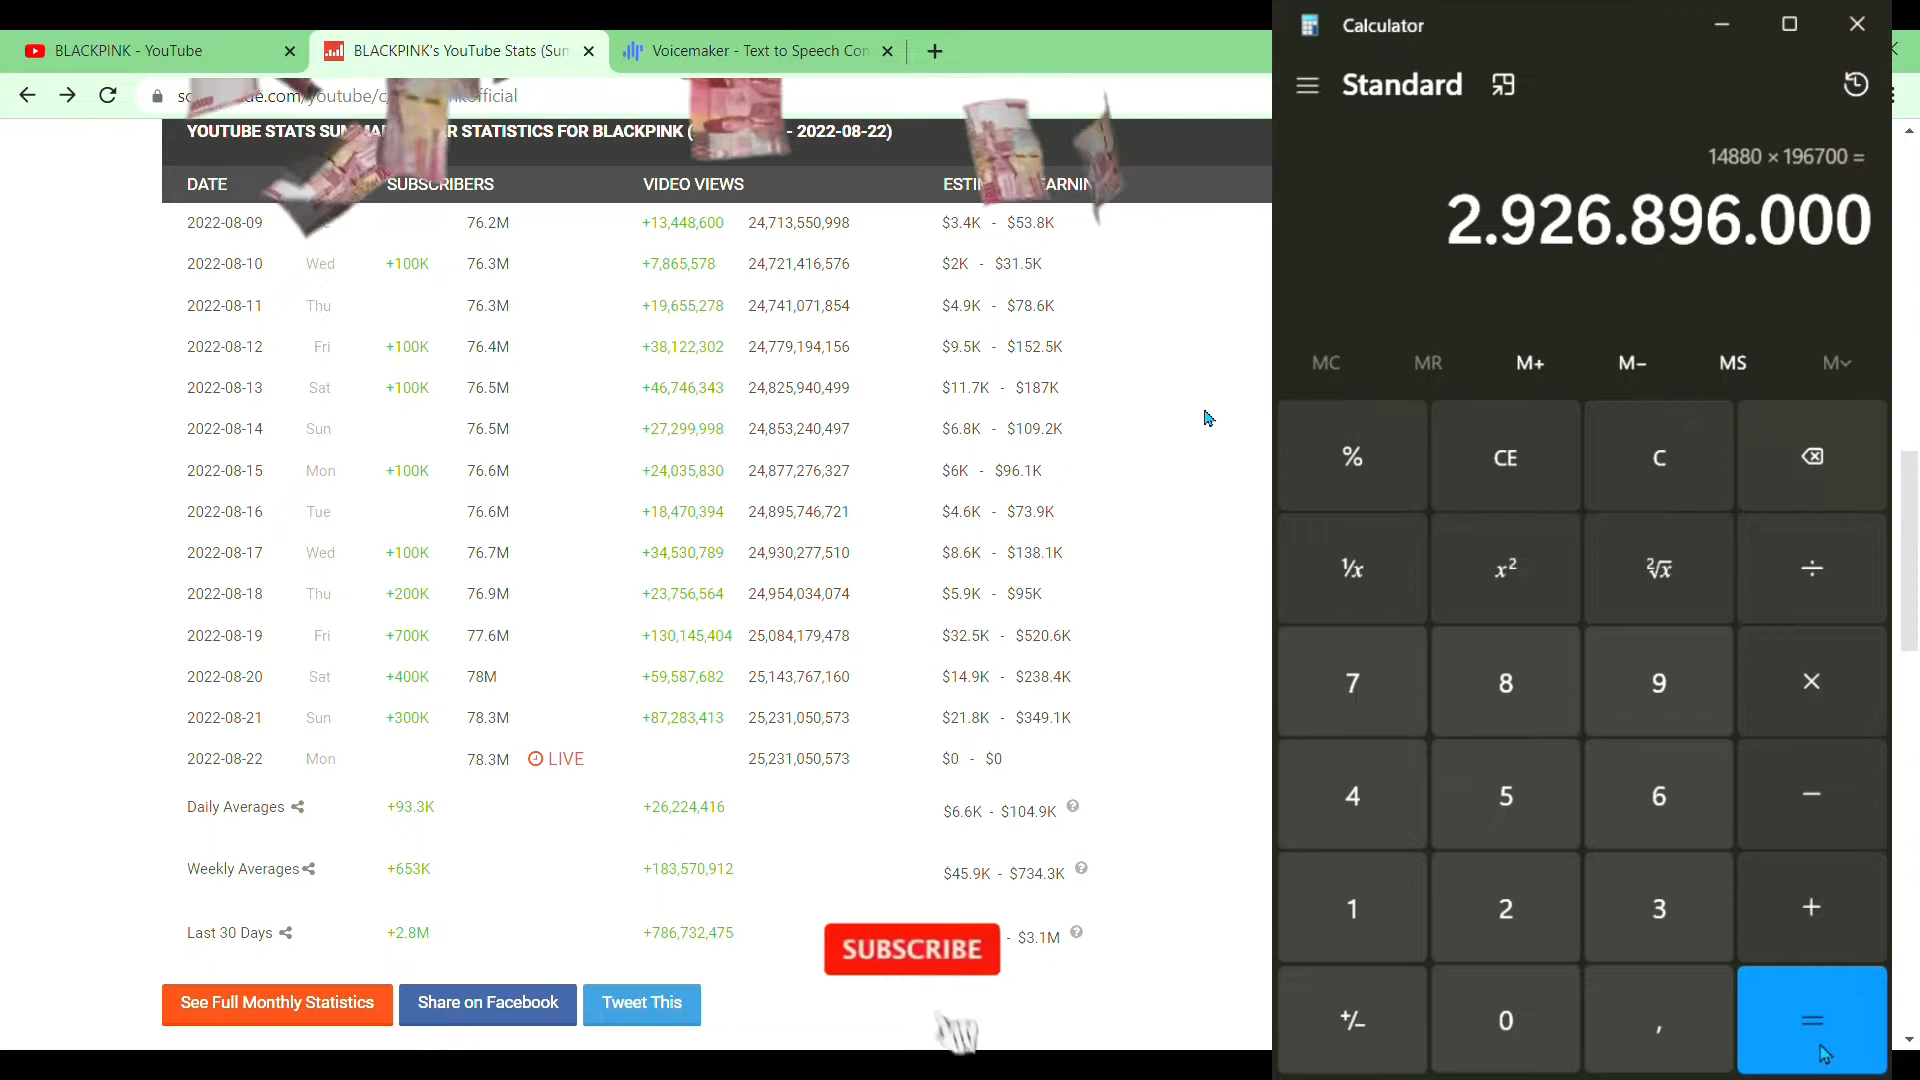 BLACKPINK - YouTube
BLACKPINK's YouTube Stats (Sum
Voicemaker - Text to Speech Con
YOUTUBE STATS STATISTICS FOR BLACKPINK ( - 2022-08-22)
DATE SUBSCRIBERS VIDEO VIEWS
2022-08-09 76.2M +13,448,600 24,713,550,998 $3.4K - $53.8K
2022-08-10 Wed +100K 76.3M +7,865,578 24,721,416,576 $2K - $31.5K
2022-08-11 Thu 76.3M +19,655,278 24,741,071,854 $4.9K - $78.6K
2022-08-12 Fri +100K 76.4M +38,122,302 24,779,194,156 $9.5K - $152.5K
2022-08-13 Sat +100K 76.5M +46,746,343 24,825,940,499 $11.7K - $187K
2022-08-14 Sun 76.5M +27,299,998 24,853,240,497 $6.8K - $109.2K
2022-08-15 Mon +100K 76.6M +24,035,830 24,877,276,327 $6K - $96.1K
2022-08-16 Tue 76.6M +18,470,394 24,895,746,721 $4.6K - $73.9K
2022-08-17 Wed +100K 76.7M +34,530,789 24,930,277,510 $8.6K - $138.1K
2022-08-18 Thu +200K 76.9M +23,756,564 24,954,034,074 $5.9K - $95K
2022-08-19 Fri +700K 77.6M +130,145,404 25,084,179,478 $32.5K - $520.6K
2022-08-20 Sat +400K 78M +59,587,682 25,143,767,160 $14.9K - $238.4K
2022-08-21 Sun +300K 78.3M +87,283,413 25,231,050,573 $21.8K - $349.1K
2022-08-22 Mon 78.3M LIVE 25,231,050,573 $0 - $0
Daily Averages +93.3K +26,224,416 $6.6K - $104.9K
Weekly Averages +653K +183,570,912 $45.9K - $734.3K
Last 30 Days +2.8M +786,732,475 - $3.1M
SUBSCRIBE
See Full Monthly Statistics Share on Facebook Tweet This
Calculator
Standard
14880 × 196700 =
2.926.896.000
MC MR M+ M− MS M˅
% CE C
¹/x x² ²√x ÷
7 8 9 ×
4 5 6 −
1 2 3 +
+/− 0 , =